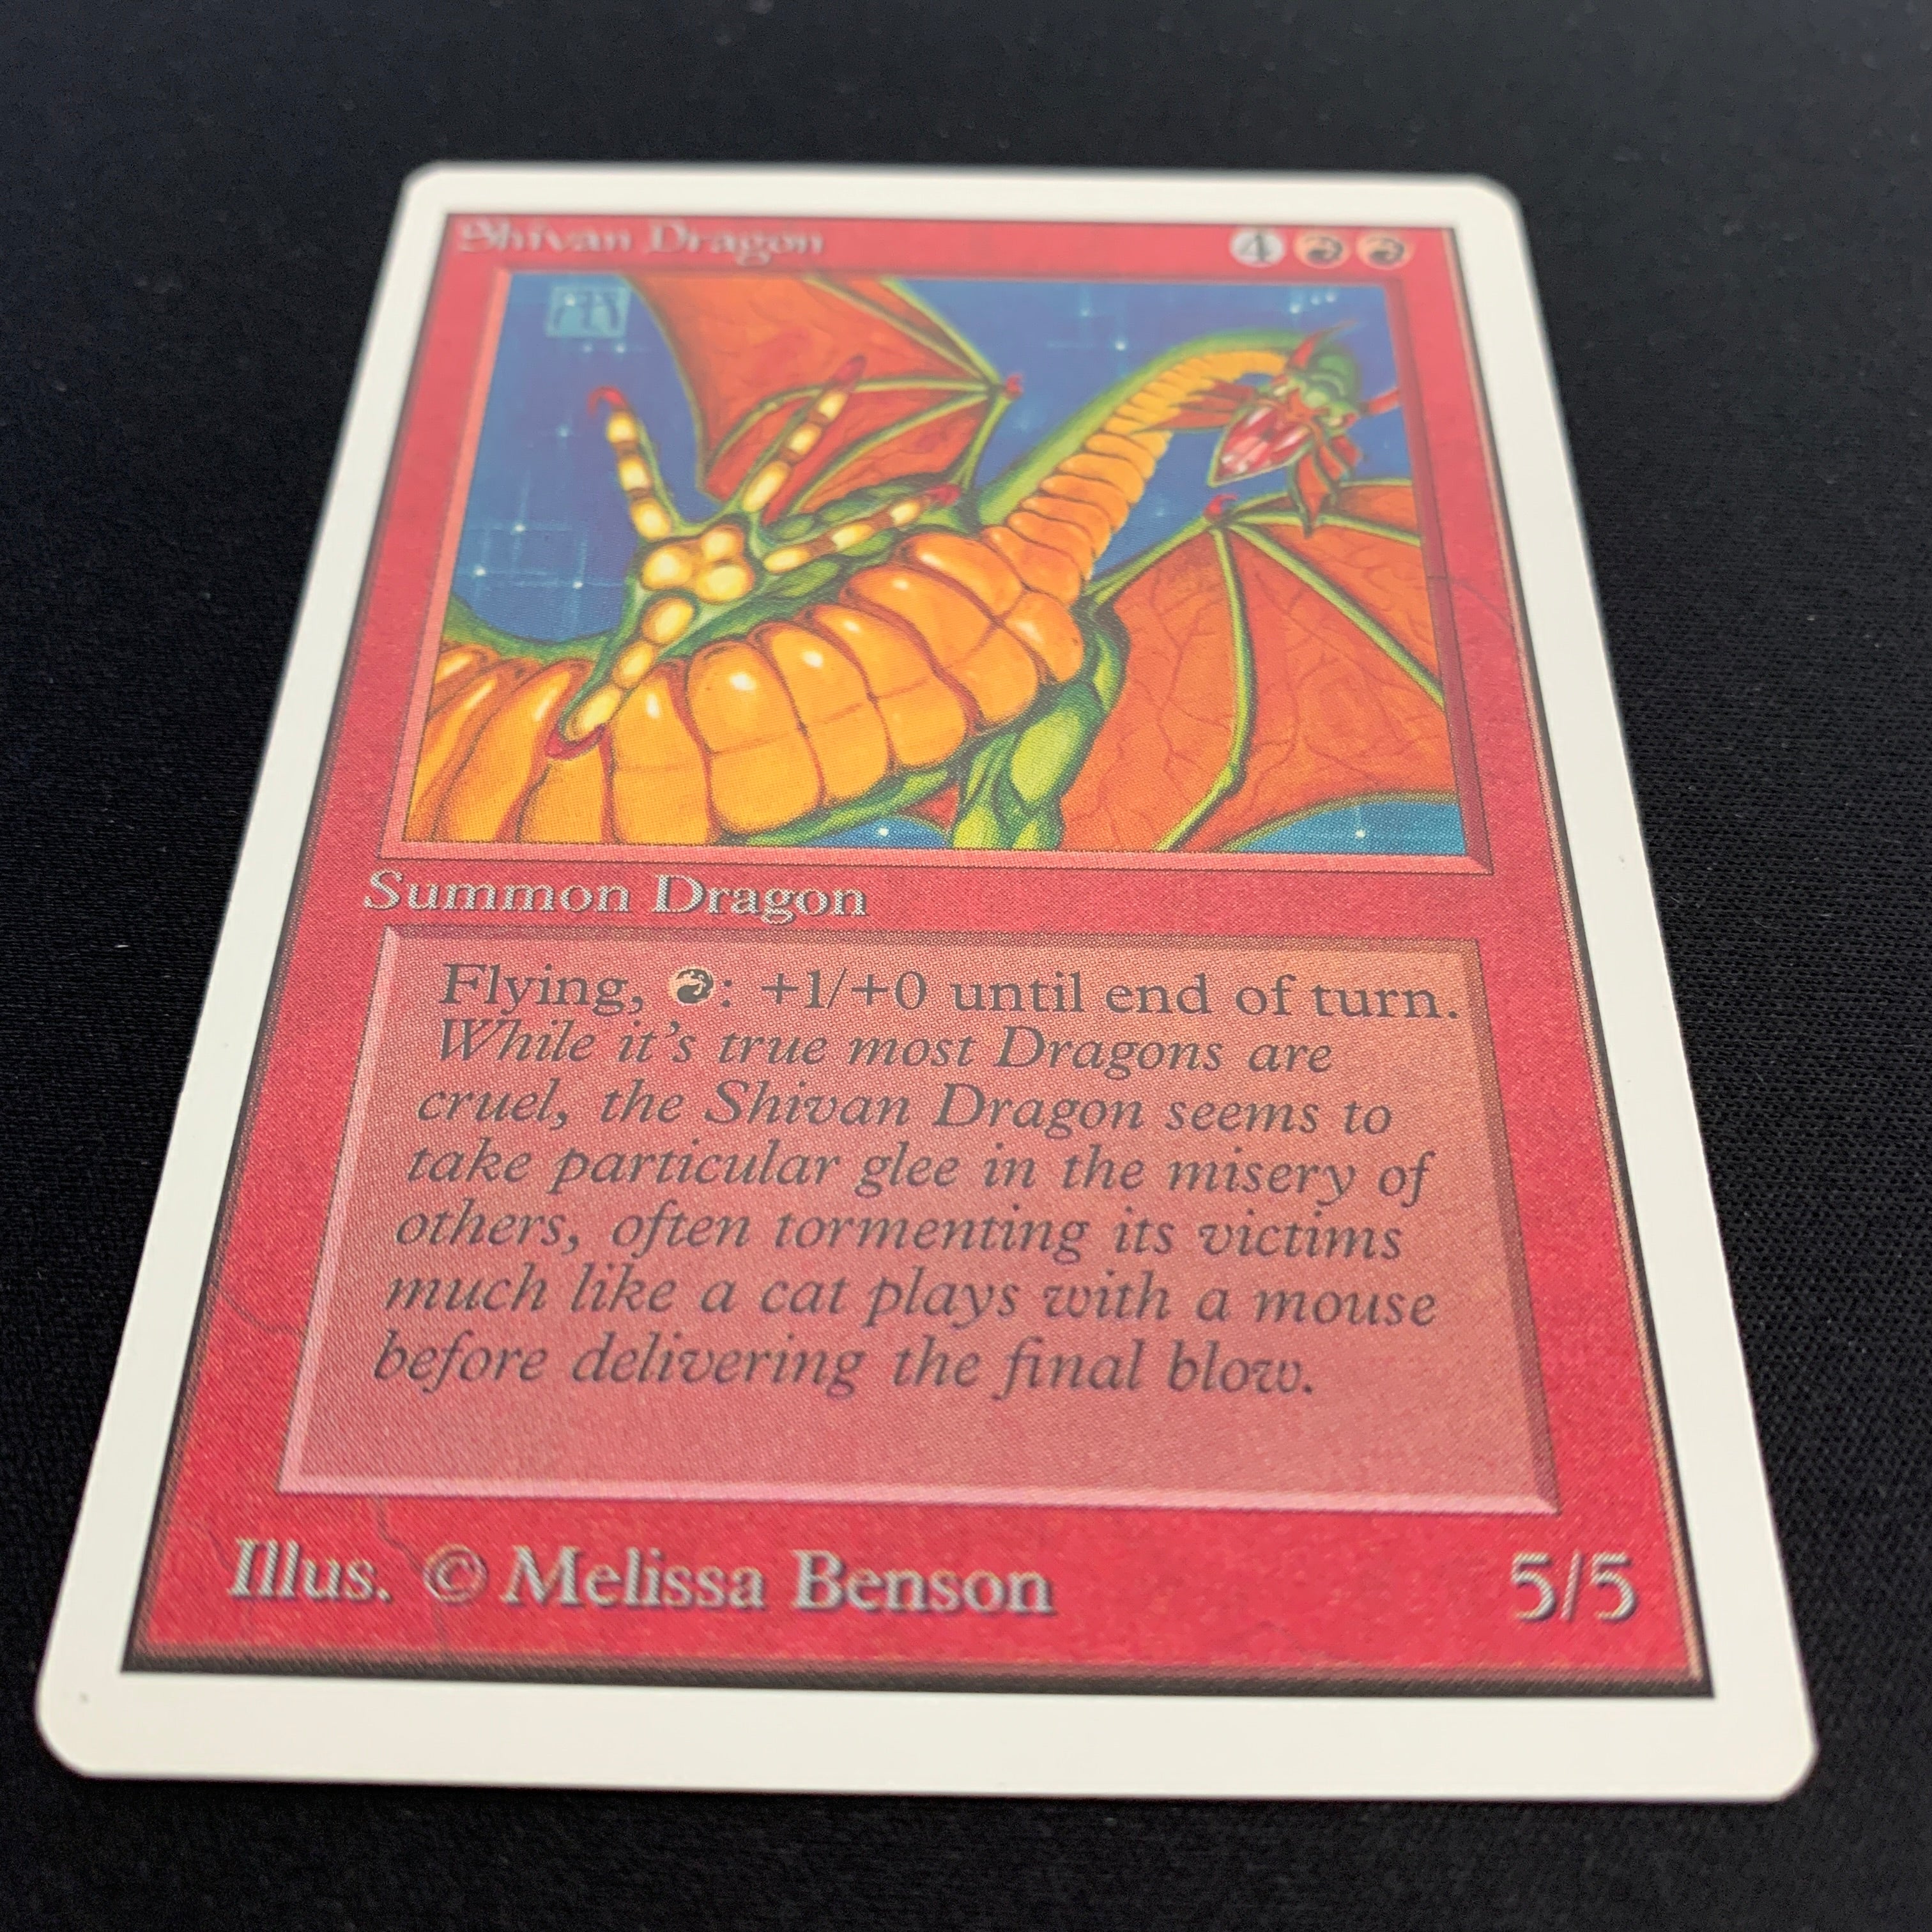 Shivan Dragon 4
Summon Dragon
Flying, : +1/+0 until end of turn.
While it's true most Dragons are
cruel, the Shivan Dragon seems to
take particular glee in the misery of
others, often tormenting its victims
much like a cat plays with a mouse
before delivering the final blow.
Illus. © Melissa Benson 5/5